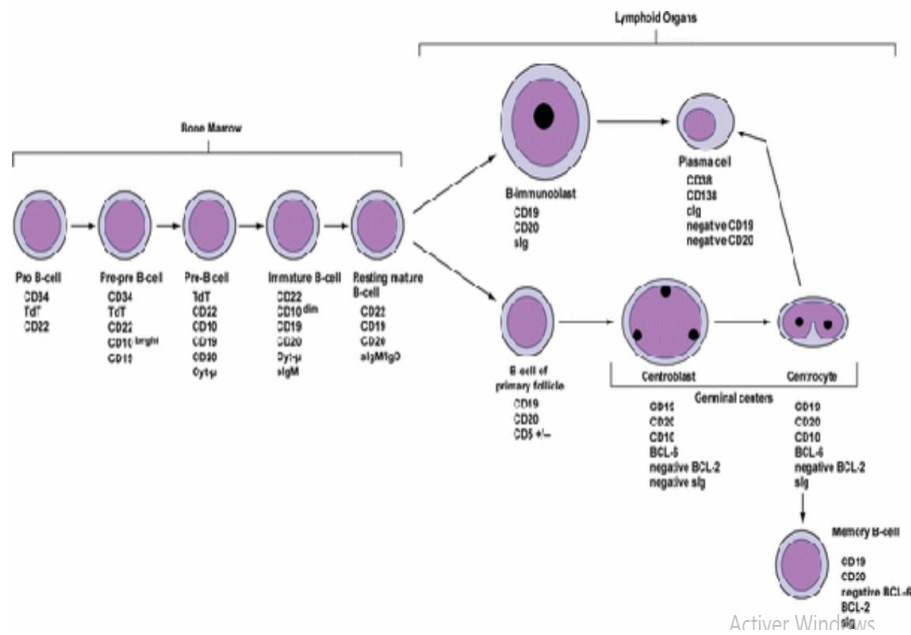 Lymphoid Organs
Bone Marrow
Pro B-cell
CD34
TdT
CD22
Pre-pre B-cell
CD34
TdT
CD22
CD10 bright
CD19
Pre-B cell
TdT
CD22
CD10
CD19
CD20
Cyt-μ
Immature B-cell
CD22
CD10 dim
CD19
CD20
Cyt-μ
sIgM
Resting mature
B-cell
CD22
CD19
CD20
sIgM/IgD
B-immunoblast
CD19
CD20
sIg
Plasma cell
CD38
CD138
cIg
negative CD19
negative CD20
B cell of
primary follicle
CD19
CD20
CD5 +/–
Centroblast
Centrocyte
Germinal centers
CD19
CD20
CD10
BCL-6
negative BCL-2
negative sIg
CD19
CD20
CD10
BCL-6
negative BCL-2
sIg
Memory B-cell
CD19
CD20
negative BCL-6
BCL-2
sIg
Activer Windows